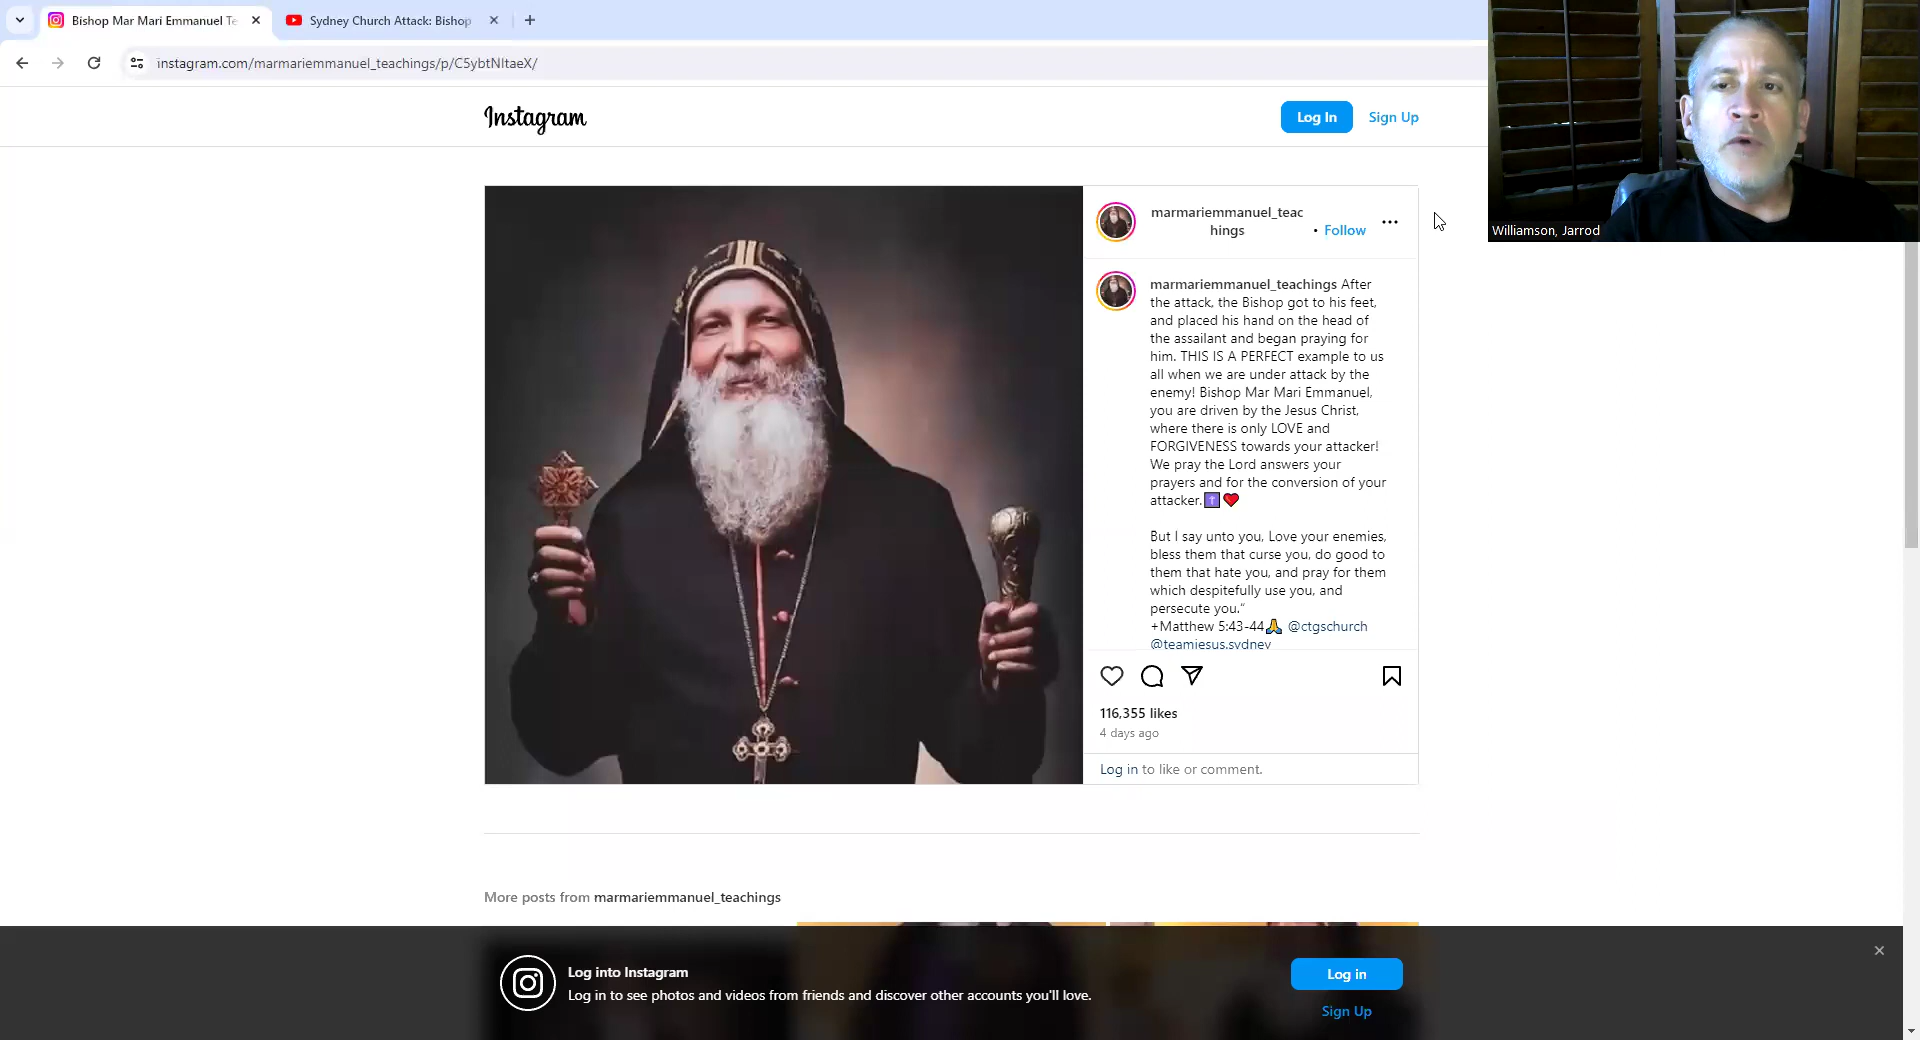 Bishop Mar Mari Emmanuel Te
Sydney Church Attack: Bishop
instagram.com/marmariemmanuel_teachings/p/C5ybtNItaeX/
Instagram
Log In
Sign Up
Williamson, Jarrod
marmariemmanuel_teac
hings
• Follow
marmariemmanuel_teachings After
the attack, the Bishop got to his feet,
and placed his hand on the head of
the assailant and began praying for
him. THIS IS A PERFECT example to us
all when we are under attack by the
enemy! Bishop Mar Mari Emmanuel,
you are driven by the Jesus Christ,
where there is only LOVE and
FORGIVENESS towards your attacker!
We pray the Lord answers your
prayers and for the conversion of your
attacker.✝️❤️
But I say unto you, Love your enemies,
bless them that curse you, do good to
them that hate you, and pray for them
which despitefully use you, and
persecute you.”
+Matthew 5:43-44🙏 @ctgschurch
@teamjesus.sydney
116,355 likes
4 days ago
Log in to like or comment.
More posts from marmariemmanuel_teachings
Log into Instagram
Log in to see photos and videos from friends and discover other accounts you'll love.
Log in
Sign Up